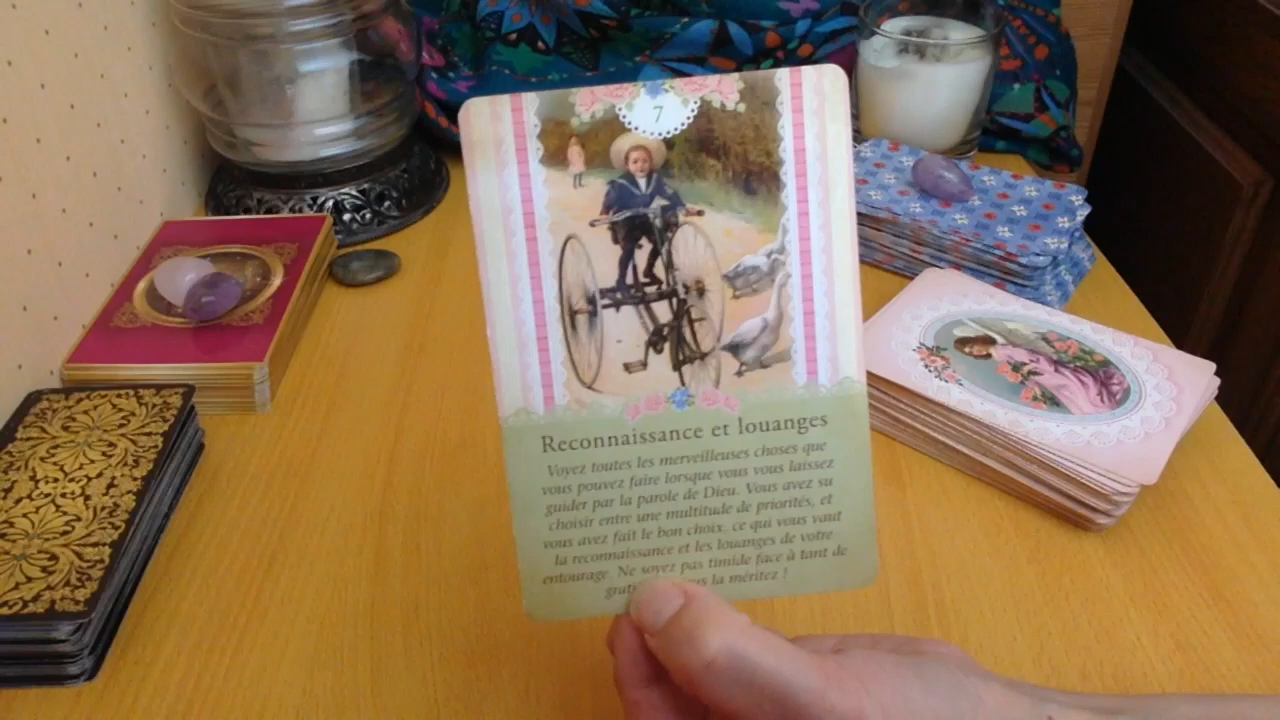 7
Reconnaissance et louanges
Voyez toutes les merveilleuses choses que
vous pouvez faire lorsque vous vous laissez
guider par la parole de Dieu. Vous avez su
choisir entre une multitude de priorités, et
vous avez fait le bon choix, ce qui vous vaut
la reconnaissance et les louanges de votre
entourage. Ne soyez pas timide face à tant de
la méritez !